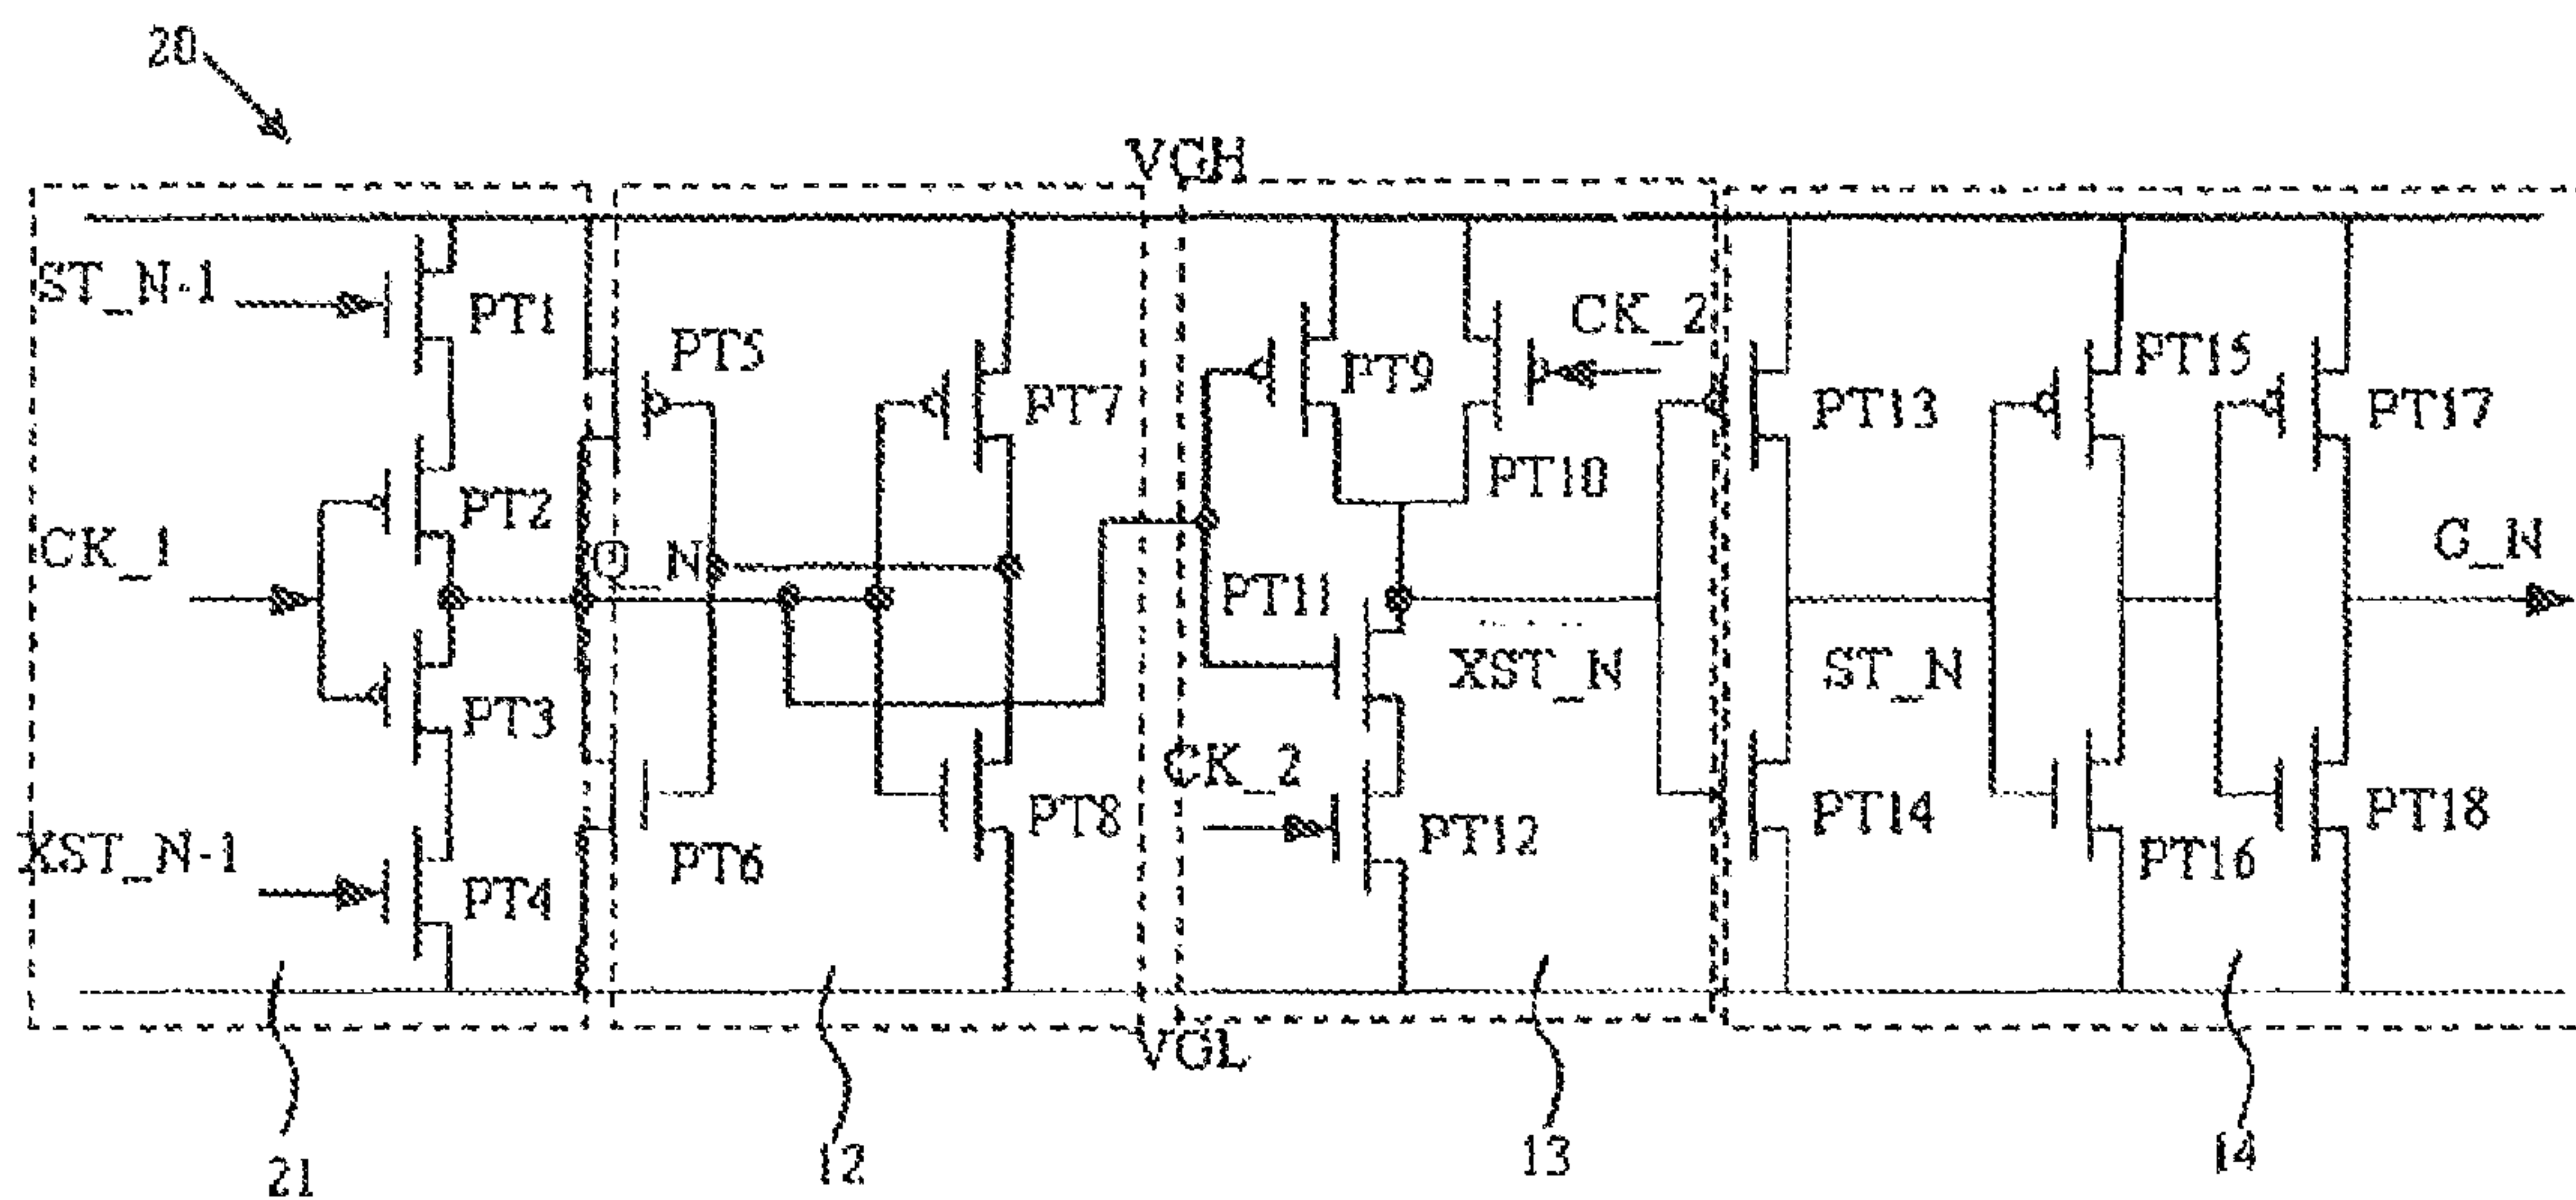 20
VGH
ST_N-1
PT1
PT2
CK_1
PT3
XST_N-1
PT4
PT5
Q_N
PT7
PT6
PT8
PT9
CK_2
PT10
PT11
XST_N
CK_2
PT12
PT13
ST_N
PT14
PT15
PT16
PT17
G_N
PT18
VGL
21
12
13
14